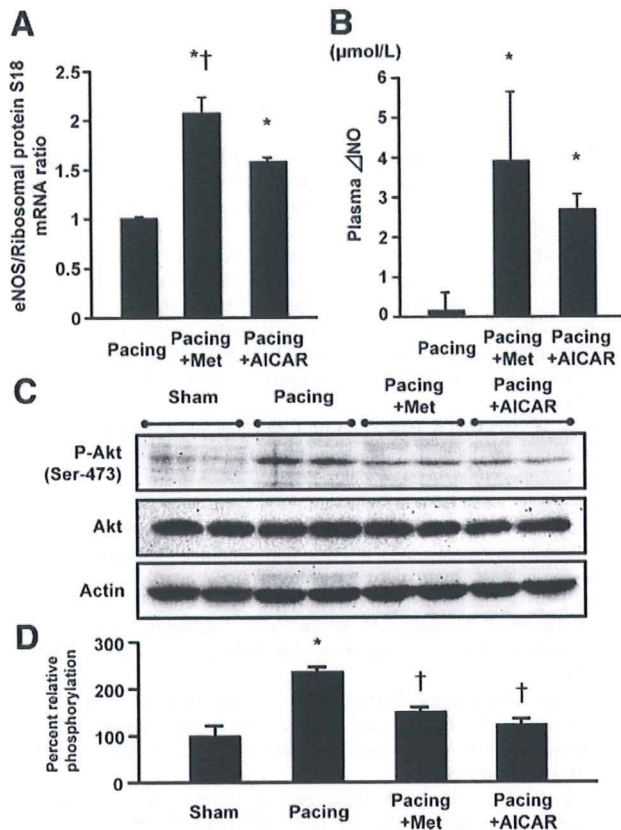 A
eNOS/Ribosomal protein S18
mRNA ratio
2.5
2
1.5
1
0.5
0
*†
*
Pacing
Pacing
+Met
Pacing
+AICAR
B
(μmol/L)
Plasma ⊿NO
6
5
4
3
2
1
0
*
*
Pacing
Pacing
+Met
Pacing
+AICAR
C
Sham
Pacing
Pacing
+Met
Pacing
+AICAR
P-Akt
(Ser-473)
Akt
Actin
D
Percent relative
phosphorylation
300
200
100
0
*
†
†
Sham
Pacing
Pacing
+Met
Pacing
+AICAR